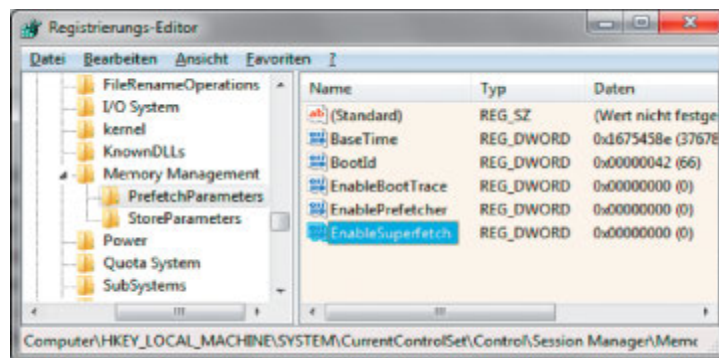 Registrierungs-Editor
Datei Bearbeiten Ansicht Favoriten ?
FileRenameOperations
I/O System
kernel
KnownDLLs
Memory Management
PrefetchParameters
StoreParameters
Power
Quota System
SubSystems
Name Typ Daten
(Standard) REG_SZ (Wert nicht festge
BaseTime REG_DWORD 0x1675458e (37678
BootId REG_DWORD 0x00000042 (66)
EnableBootTrace REG_DWORD 0x00000000 (0)
EnablePrefetcher REG_DWORD 0x00000000 (0)
EnableSuperfetch REG_DWORD 0x00000000 (0)
Computer\HKEY_LOCAL_MACHINE\SYSTEM\CurrentControlSet\Control\Session Manager\Memo